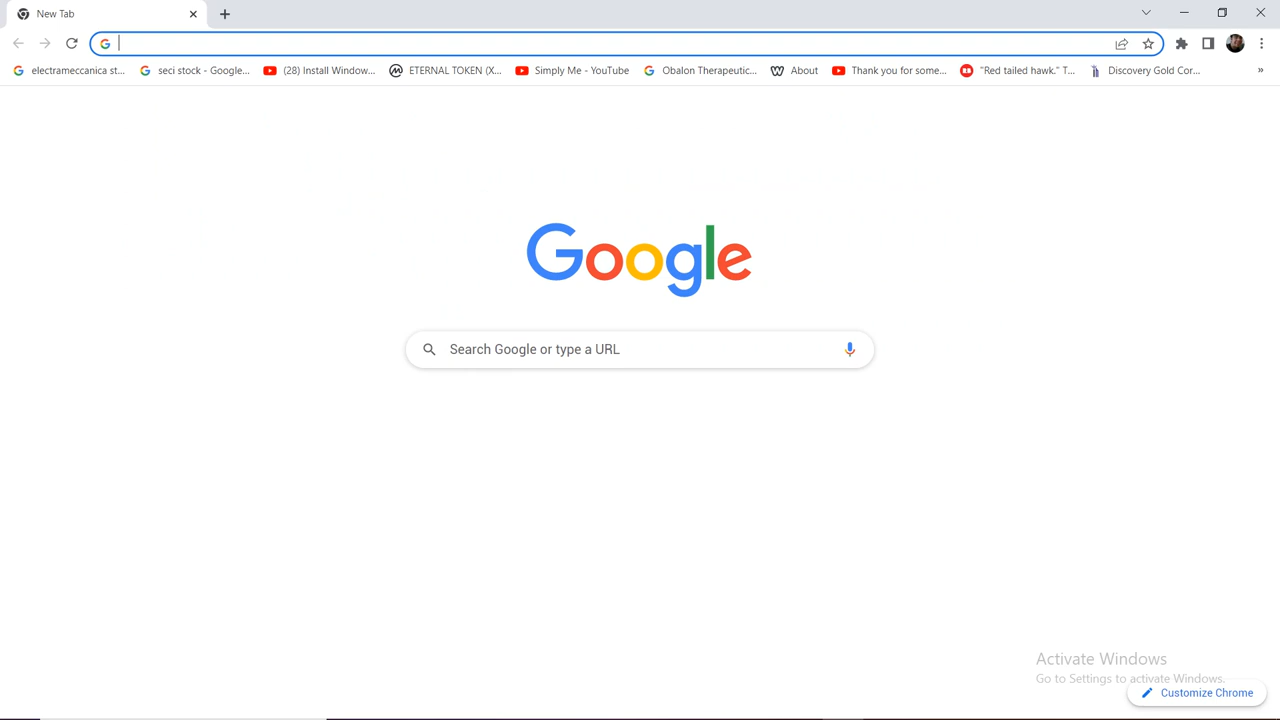 New Tab
electrameccanica st...
seci stock - Google...
(28) Install Window...
ETERNAL TOKEN (X...
Simply Me - YouTube
Obalon Therapeutic...
About
Thank you for some...
"Red tailed hawk." T...
Discovery Gold Cor...
»
Google
Search Google or type a URL
Activate Windows
Go to Settings to activate Windows.
Customize Chrome